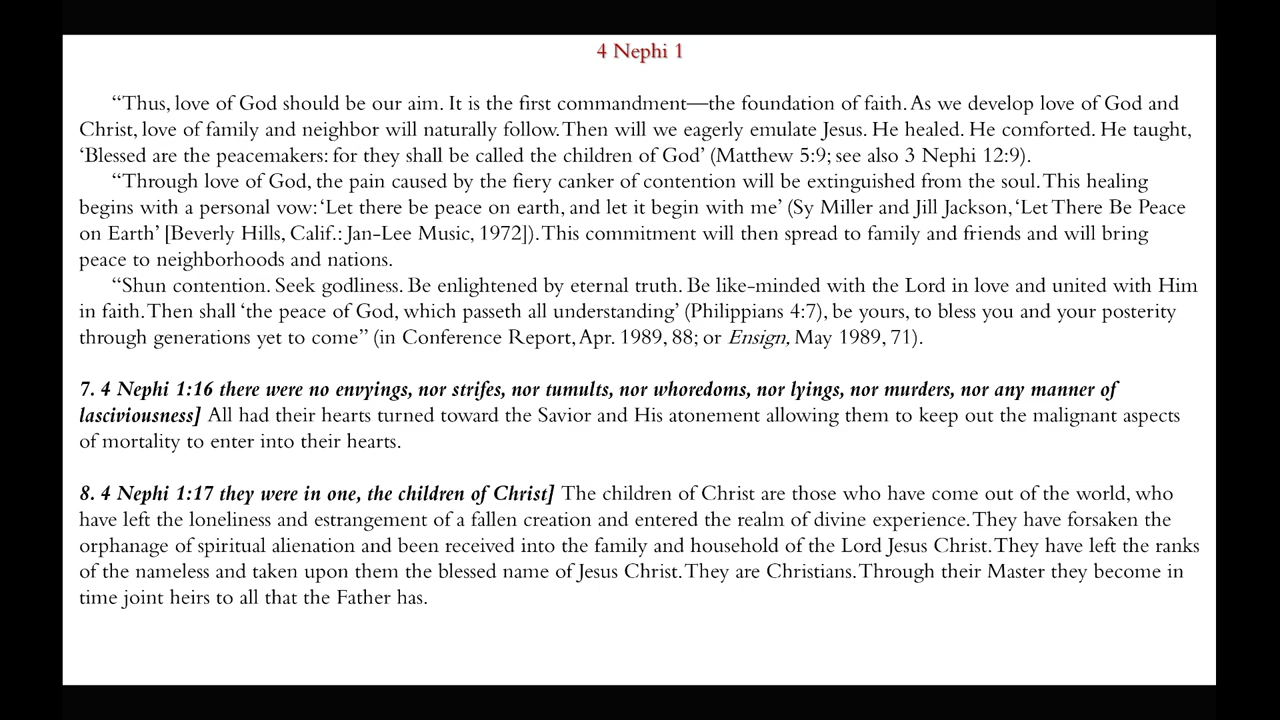 4 Nephi 1
“Thus, love of God should be our aim. It is the first commandment—the foundation of faith. As we develop love of God and
Christ, love of family and neighbor will naturally follow. Then will we eagerly emulate Jesus. He healed. He comforted. He taught,
‘Blessed are the peacemakers: for they shall be called the children of God’ (Matthew 5:9; see also 3 Nephi 12:9).
“Through love of God, the pain caused by the fiery canker of contention will be extinguished from the soul. This healing
begins with a personal vow: ‘Let there be peace on earth, and let it begin with me’ (Sy Miller and Jill Jackson, ‘Let There Be Peace
on Earth’ [Beverly Hills, Calif.: Jan-Lee Music, 1972]). This commitment will then spread to family and friends and will bring
peace to neighborhoods and nations.
“Shun contention. Seek godliness. Be enlightened by eternal truth. Be like-minded with the Lord in love and united with Him
in faith. Then shall ‘the peace of God, which passeth all understanding’ (Philippians 4:7), be yours, to bless you and your posterity
through generations yet to come” (in Conference Report, Apr. 1989, 88; or Ensign, May 1989, 71).
7. 4 Nephi 1:16 there were no envyings, nor strifes, nor tumults, nor whoredoms, nor lyings, nor murders, nor any manner of
lasciviousness] All had their hearts turned toward the Savior and His atonement allowing them to keep out the malignant aspects
of mortality to enter into their hearts.
8. 4 Nephi 1:17 they were in one, the children of Christ] The children of Christ are those who have come out of the world, who
have left the loneliness and estrangement of a fallen creation and entered the realm of divine experience. They have forsaken the
orphanage of spiritual alienation and been received into the family and household of the Lord Jesus Christ. They have left the ranks
of the nameless and taken upon them the blessed name of Jesus Christ. They are Christians. Through their Master they become in
time joint heirs to all that the Father has.